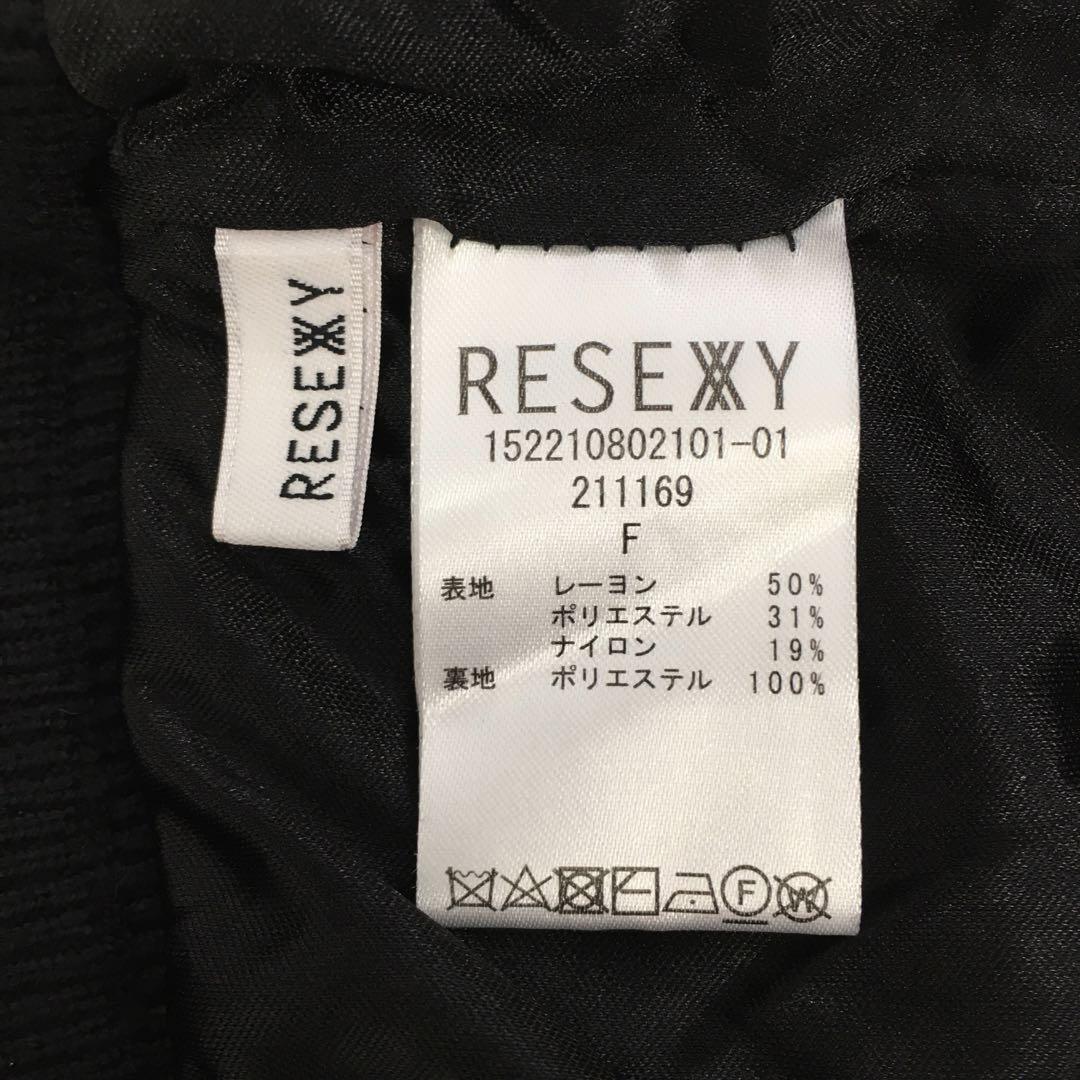 RESEXXY
RESEXXY
152210802101-01
211169
F
表地 レーヨン 50%
ポリエステル 31%
ナイロン 19%
裏地 ポリエステル 100%
F W